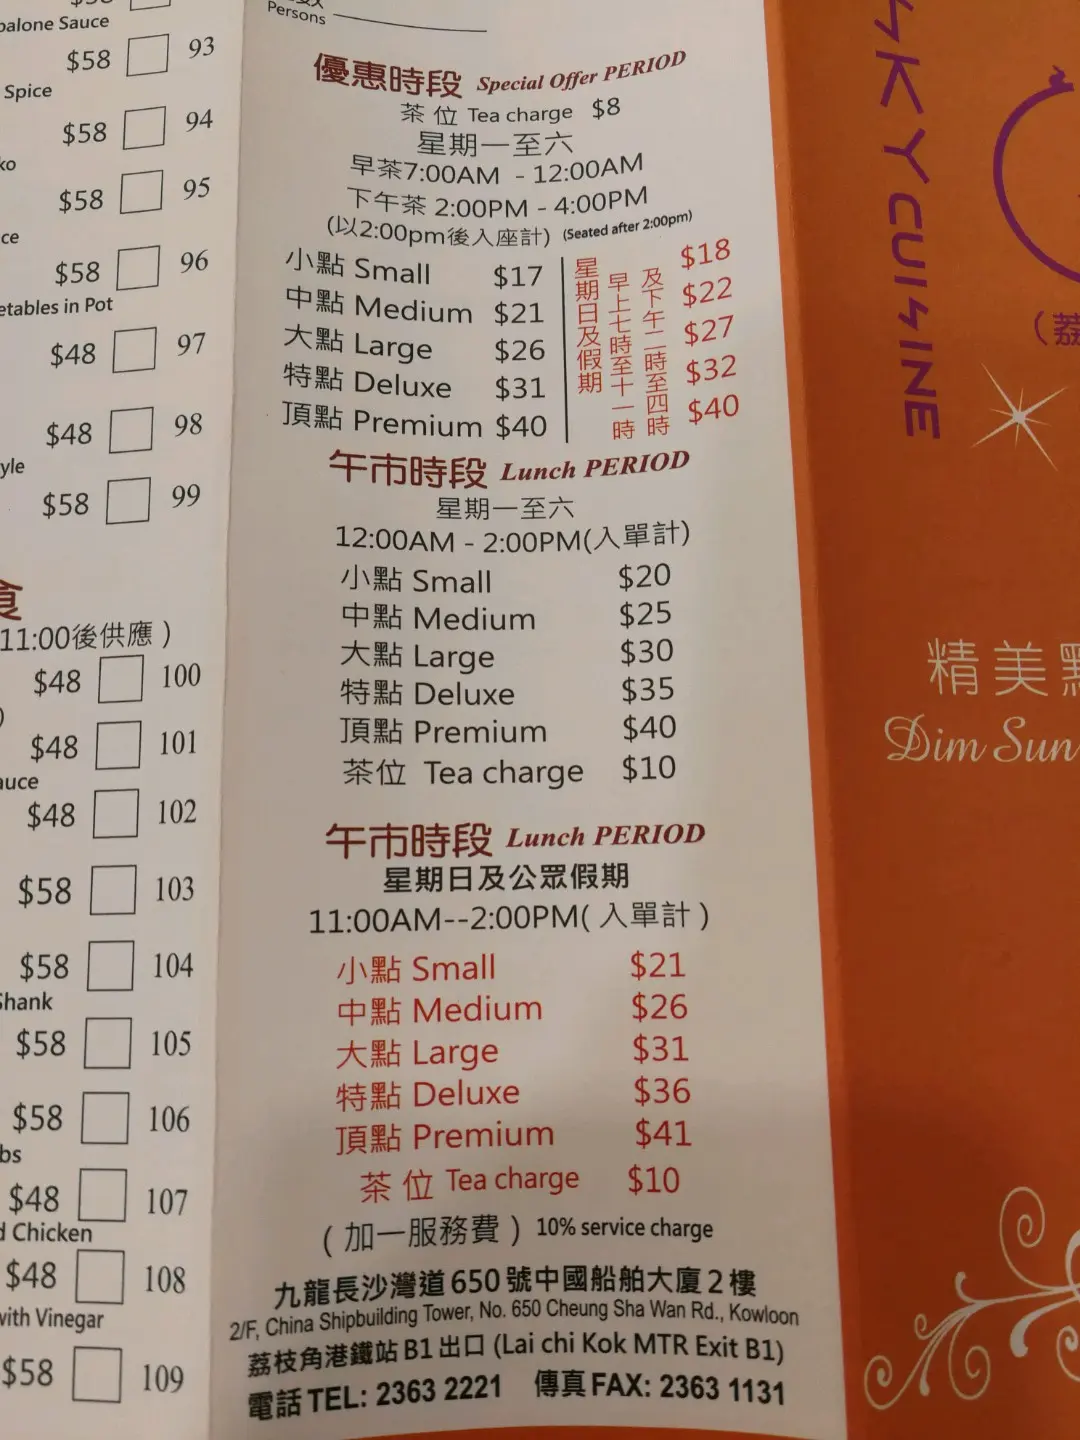 palone Sauce
$58 93
Spice
$58 94
ko
$58 95
ce
$58 96
etables in Pot
$48 97
$48 98
yle
$58 99
食
11:00後供應）
$48 100
)
$48 101
auce
$48 102
$58 103
$58 104
Shank
$58 105
$58 106
bs
$48 107
d Chicken
$48 108
with Vinegar
$58 109
Persons
優惠時段 Special Offer PERIOD
茶位 Tea charge $8
星期一至六
早茶7:00AM - 12:00AM
下午茶 2:00PM - 4:00PM
(以2:00pm後入座計) (Seated after 2:00pm)
小點 Small $17 $18
中點 Medium $21 $22
大點 Large $26 $27
特點 Deluxe $31 $32
頂點 Premium $40 $40
星期日及假期
早上七時至十一時
及下午二時至四時
午市時段 Lunch PERIOD
星期一至六
12:00AM - 2:00PM(入單計)
小點 Small $20
中點 Medium $25
大點 Large $30
特點 Deluxe $35
頂點 Premium $40
茶位 Tea charge $10
午市時段 Lunch PERIOD
星期日及公眾假期
11:00AM--2:00PM( 入單計 )
小點 Small $21
中點 Medium $26
大點 Large $31
特點 Deluxe $36
頂點 Premium $41
茶位 Tea charge $10
( 加一服務費 ) 10% service charge
九龍長沙灣道650號中國船舶大廈2樓
2/F, China Shipbuilding Tower, No. 650 Cheung Sha Wan Rd., Kowloon
荔枝角港鐵站B1出口 (Lai chi Kok MTR Exit B1)
電話 TEL: 2363 2221 傳真 FAX: 2363 1131
SKY CUISINE
(荔
精美點
Dim Sun